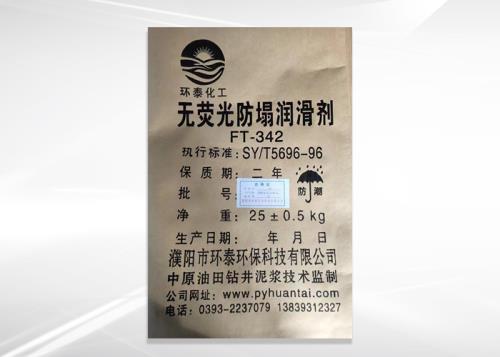 环泰化工
无荧光防塌润滑剂
FT-342
执行标准: SY/T5696-96
保质期: 二年
防潮
批号:
净重: 25±0.5kg
生产日期: 年 月 日
濮阳市环泰环保科技有限公司
中原油田钻井泥浆技术监制
公司网址: www.pyhuantai.com
电话: 0393-2237079 13839312327